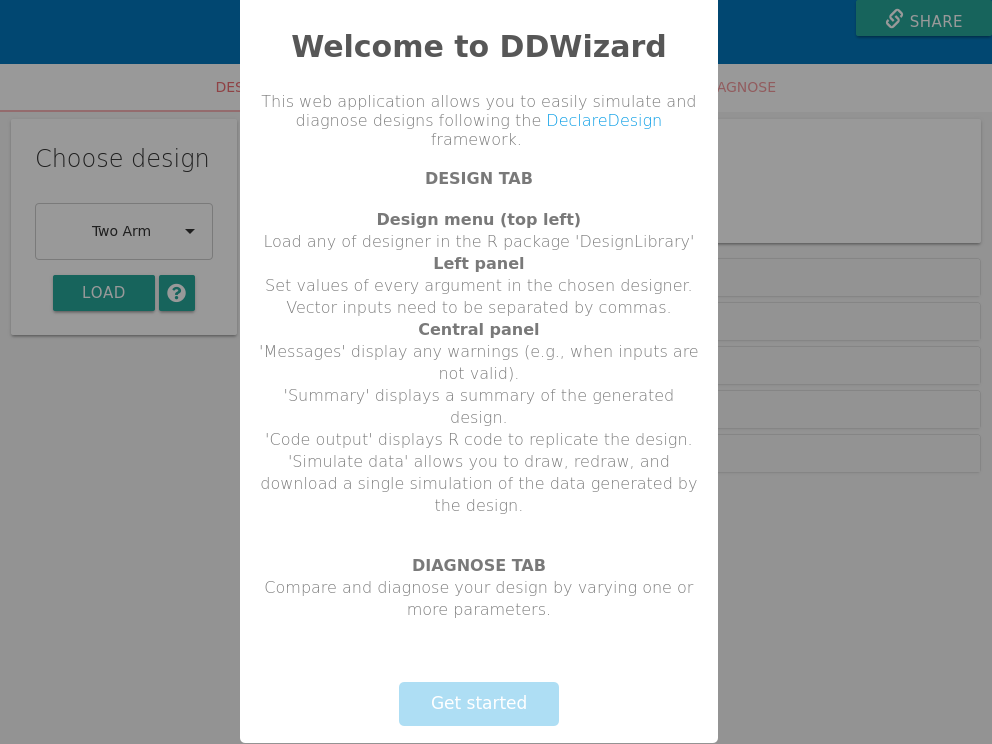 SHARE
Welcome to DDWizard
DES
AGNOSE
This web application allows you to easily simulate and
diagnose designs following the DeclareDesign
framework.
Choose design
DESIGN TAB
Two Arm
Design menu (top left)
Load any of designer in the R package 'DesignLibrary'
Left panel
Set values of every argument in the chosen designer.
LOAD
Vector inputs need to be separated by commas.
Central panel
'Messages' display any warnings (e.g., when inputs are
not valid).
'Summary' displays a summary of the generated
design.
'Code output' displays R code to replicate the design.
'Simulate data' allows you to draw, redraw, and
download a single simulation of the data generated by
the design.
DIAGNOSE TAB
Compare and diagnose your design by varying one or
more parameters.
Get started